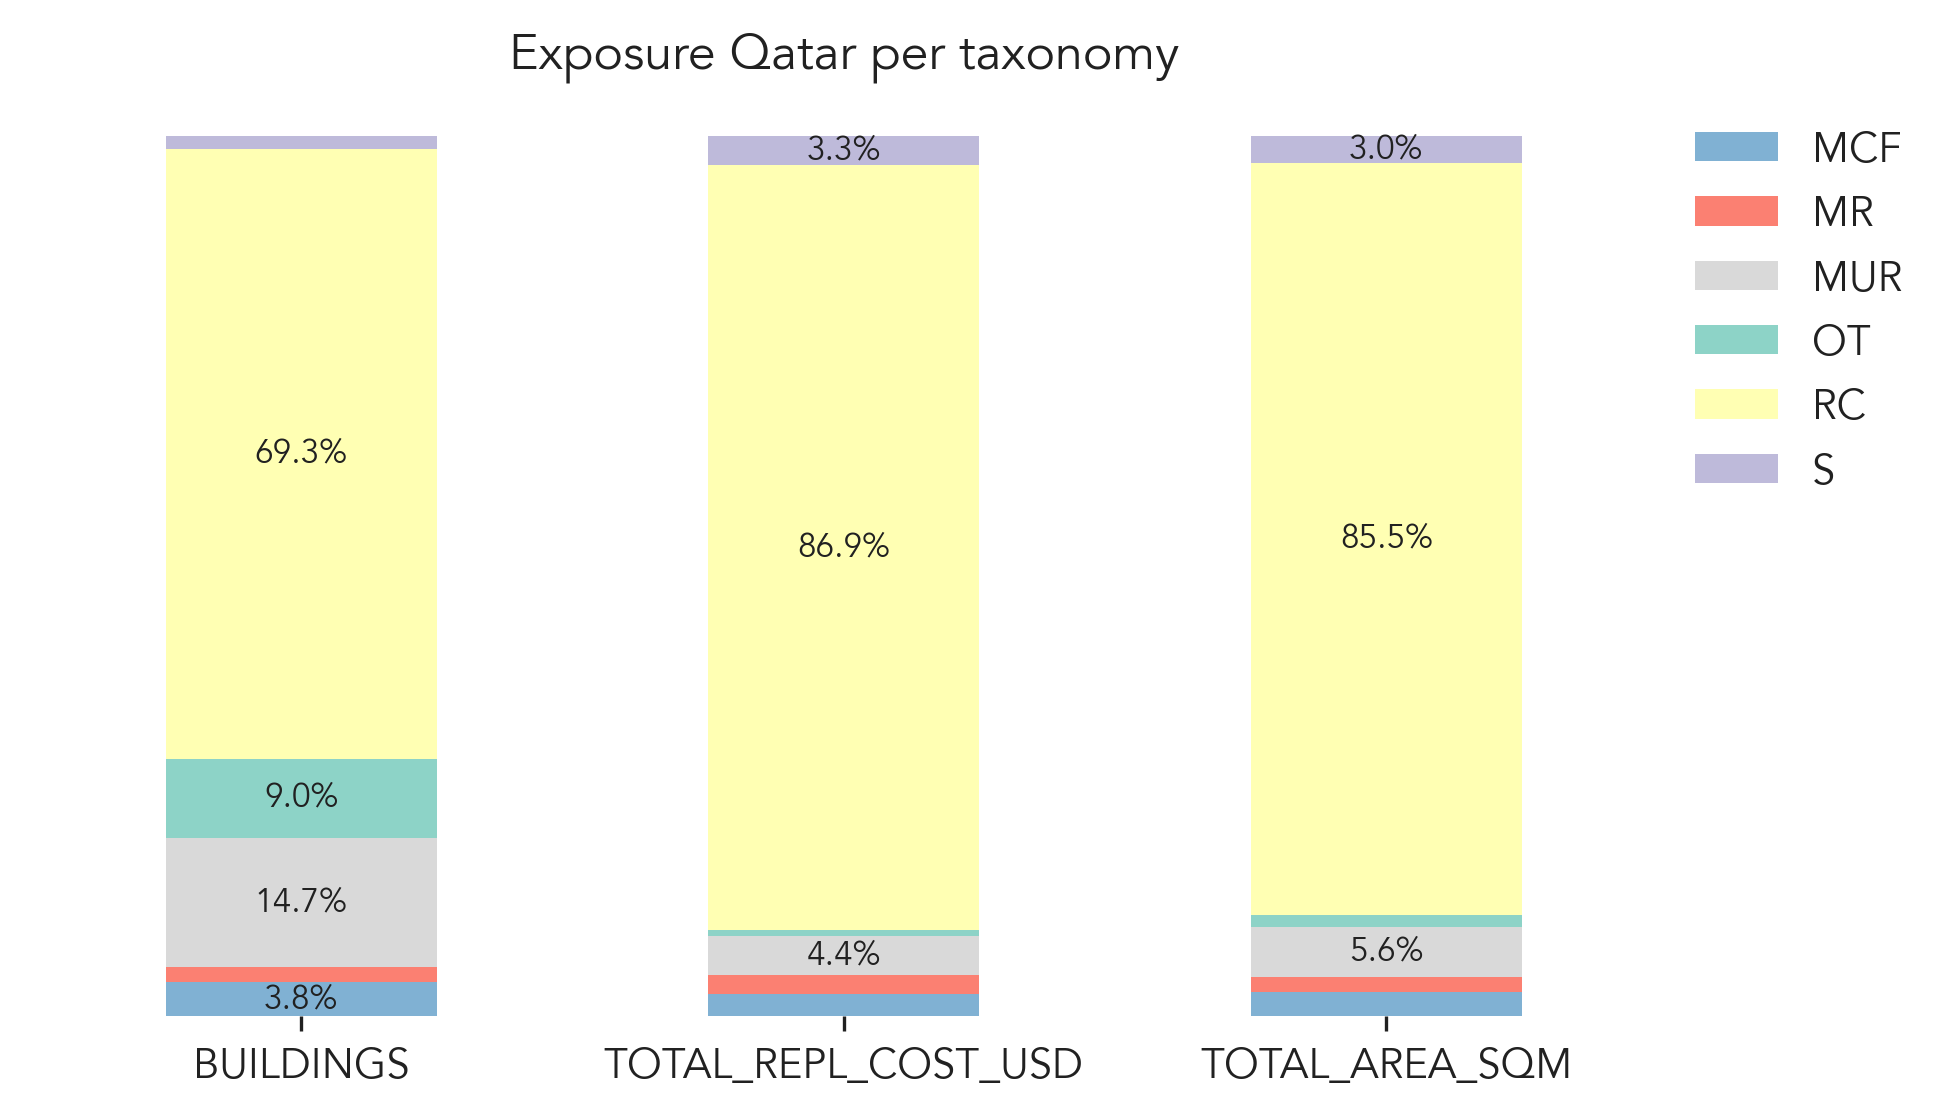 Exposure Qatar per taxonomy
3.3%
3.0%
69.3%
86.9%
85.5%
9.0%
14.7%
4.4%
5.6%
3.8%
BUILDINGS
TOTAL_REPL_COST_USD
TOTAL_AREA_SQM
MCF
MR
MUR
OT
RC
S